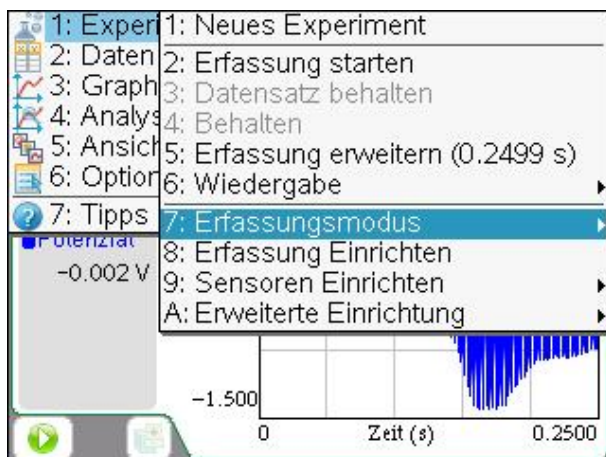 1: Experi
2: Daten
3: Graph
4: Analys
5: Ansich
6: Option
7: Tipps
1: Neues Experiment
2: Erfassung starten
3: Datensatz behalten
4: Behalten
5: Erfassung erweitern (0.2499 s)
6: Wiedergabe
7: Erfassungsmodus
8: Erfassung Einrichten
9: Sensoren Einrichten
A: Erweiterte Einrichtung
Potenzial
-0.002 V
-1.500
0 Zeit (s) 0.2500